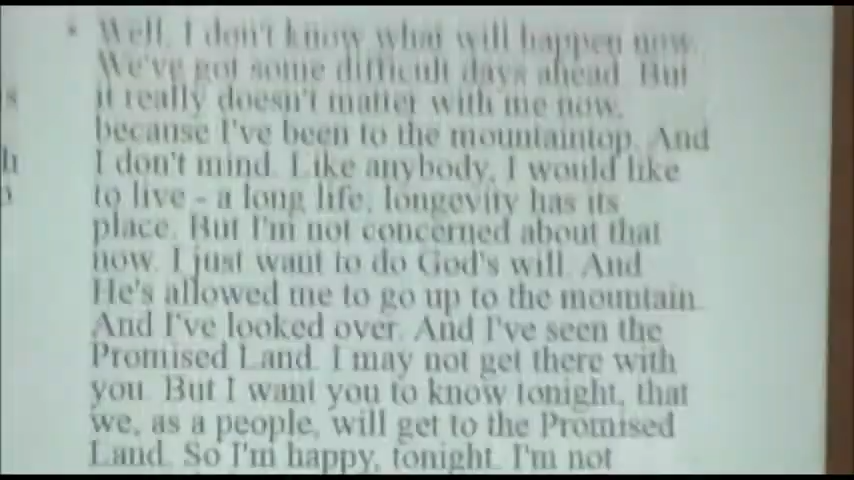 Well, I don't know what will happen now.
We've got some difficult days ahead. But
it really doesn't matter with me now,
because I've been to the mountaintop. And
I don't mind. Like anybody, I would like
to live - a long life; longevity has its
place. But I'm not concerned about that
now. I just want to do God's will. And
He's allowed me to go up to the mountain.
And I've looked over. And I've seen the
Promised Land. I may not get there with
you. But I want you to know tonight, that
we, as a people, will get to the Promised
Land. So I'm happy, tonight. I'm not